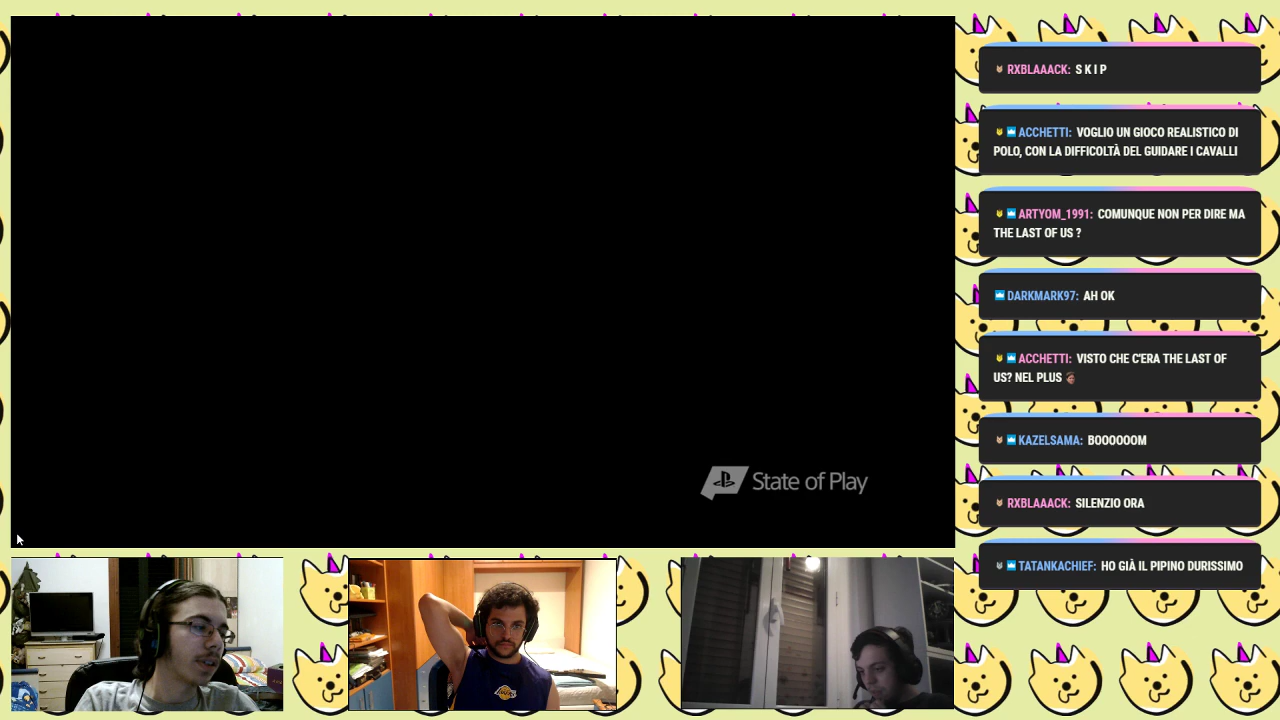 RXBLAAACK: S K I P
ACCHETTI: VOGLIO UN GIOCO REALISTICO DI
POLO, CON LA DIFFICOLTÀ DEL GUIDARE I CAVALLI
ARTYOM_1991: COMUNQUE NON PER DIRE MA
THE LAST OF US ?
DARKMARK97: AH OK
ACCHETTI: VISTO CHE C'ERA THE LAST OF
US? NEL PLUS
KAZELSAMA: BOOOOOOM
RXBLAAACK: SILENZIO ORA
TATANKACHIEF: HO GIÀ IL PIPINO DURISSIMO
State of Play